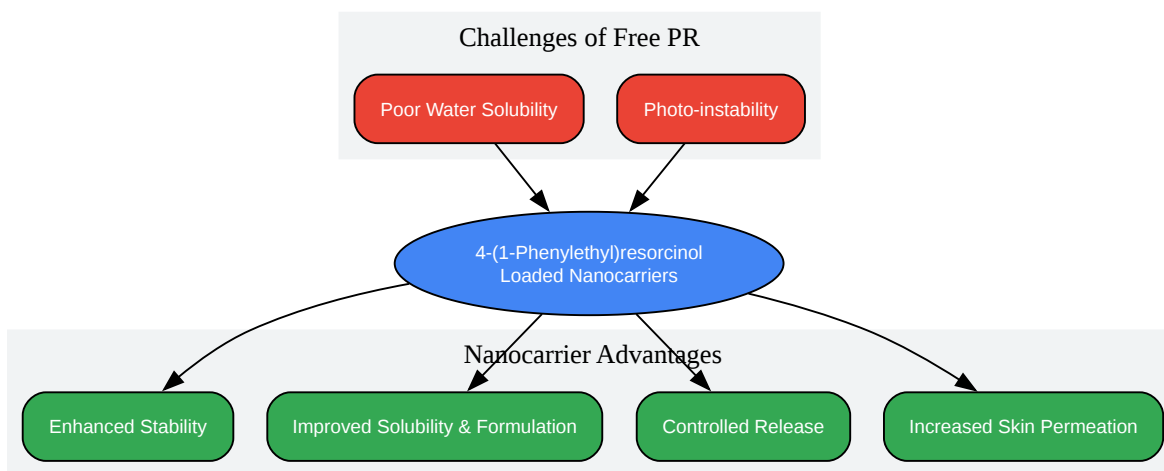 Challenges of Free PR
Poor Water Solubility
Photo-instability
4-(1-Phenylethyl)resorcinol
Loaded Nanocarriers
Nanocarrier Advantages
Enhanced Stability
Improved Solubility & Formulation
Controlled Release
Increased Skin Permeation